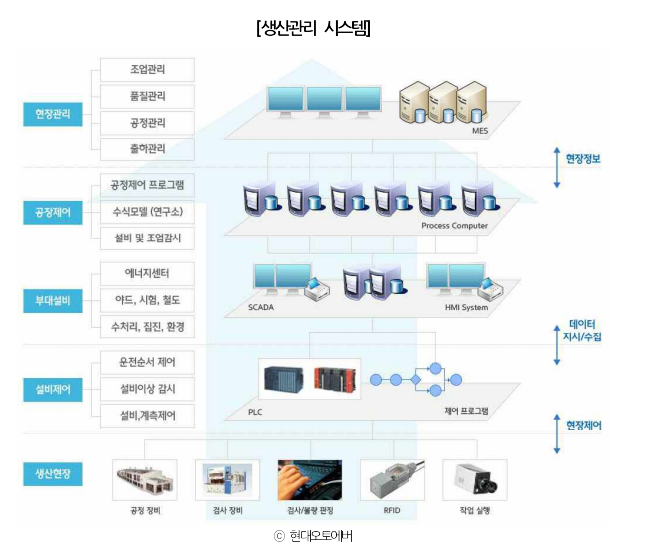 [생산관리 시스템]
현장관리
조업관리
품질관리
공정관리
출하관리
MES
현장정보
공정제어
공정제어 프로그램
수식모델 (연구소)
설비 및 조업감시
Process Computer
부대설비
에너지센터
야드, 시험, 철도
수처리, 집진, 환경
SCADA
HMI System
데이터
지시/수집
설비제어
운전순서 제어
설비이상 감시
설비,계측제어
PLC
제어 프로그램
현장제어
생산현장
공정 장비
검사 장비
검사/불량 판정
RFID
작업 실행
ⓒ 현대오토에버